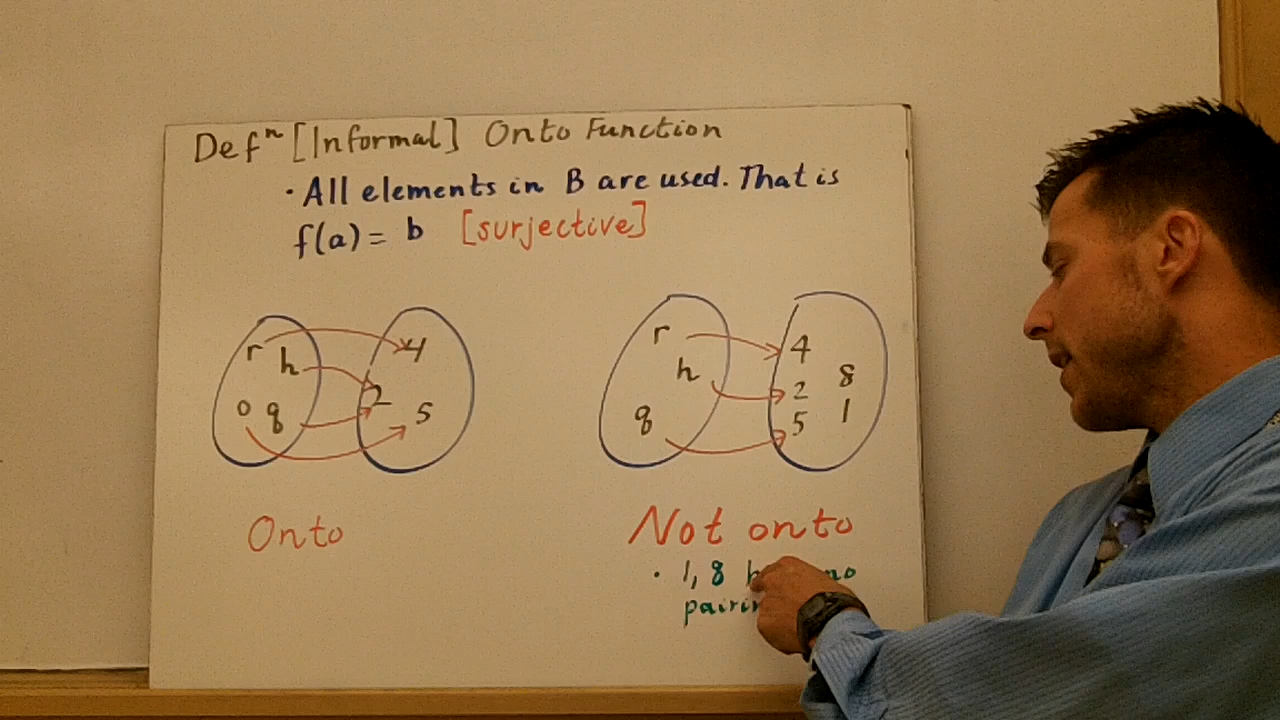 Defⁿ [Informal] Onto Function
· All elements in B are used. That is
f(a) = b [surjective]
r h o q
4 2 5
r h q
4 2 5 8 1
Onto
Not onto
· 1, 8 no